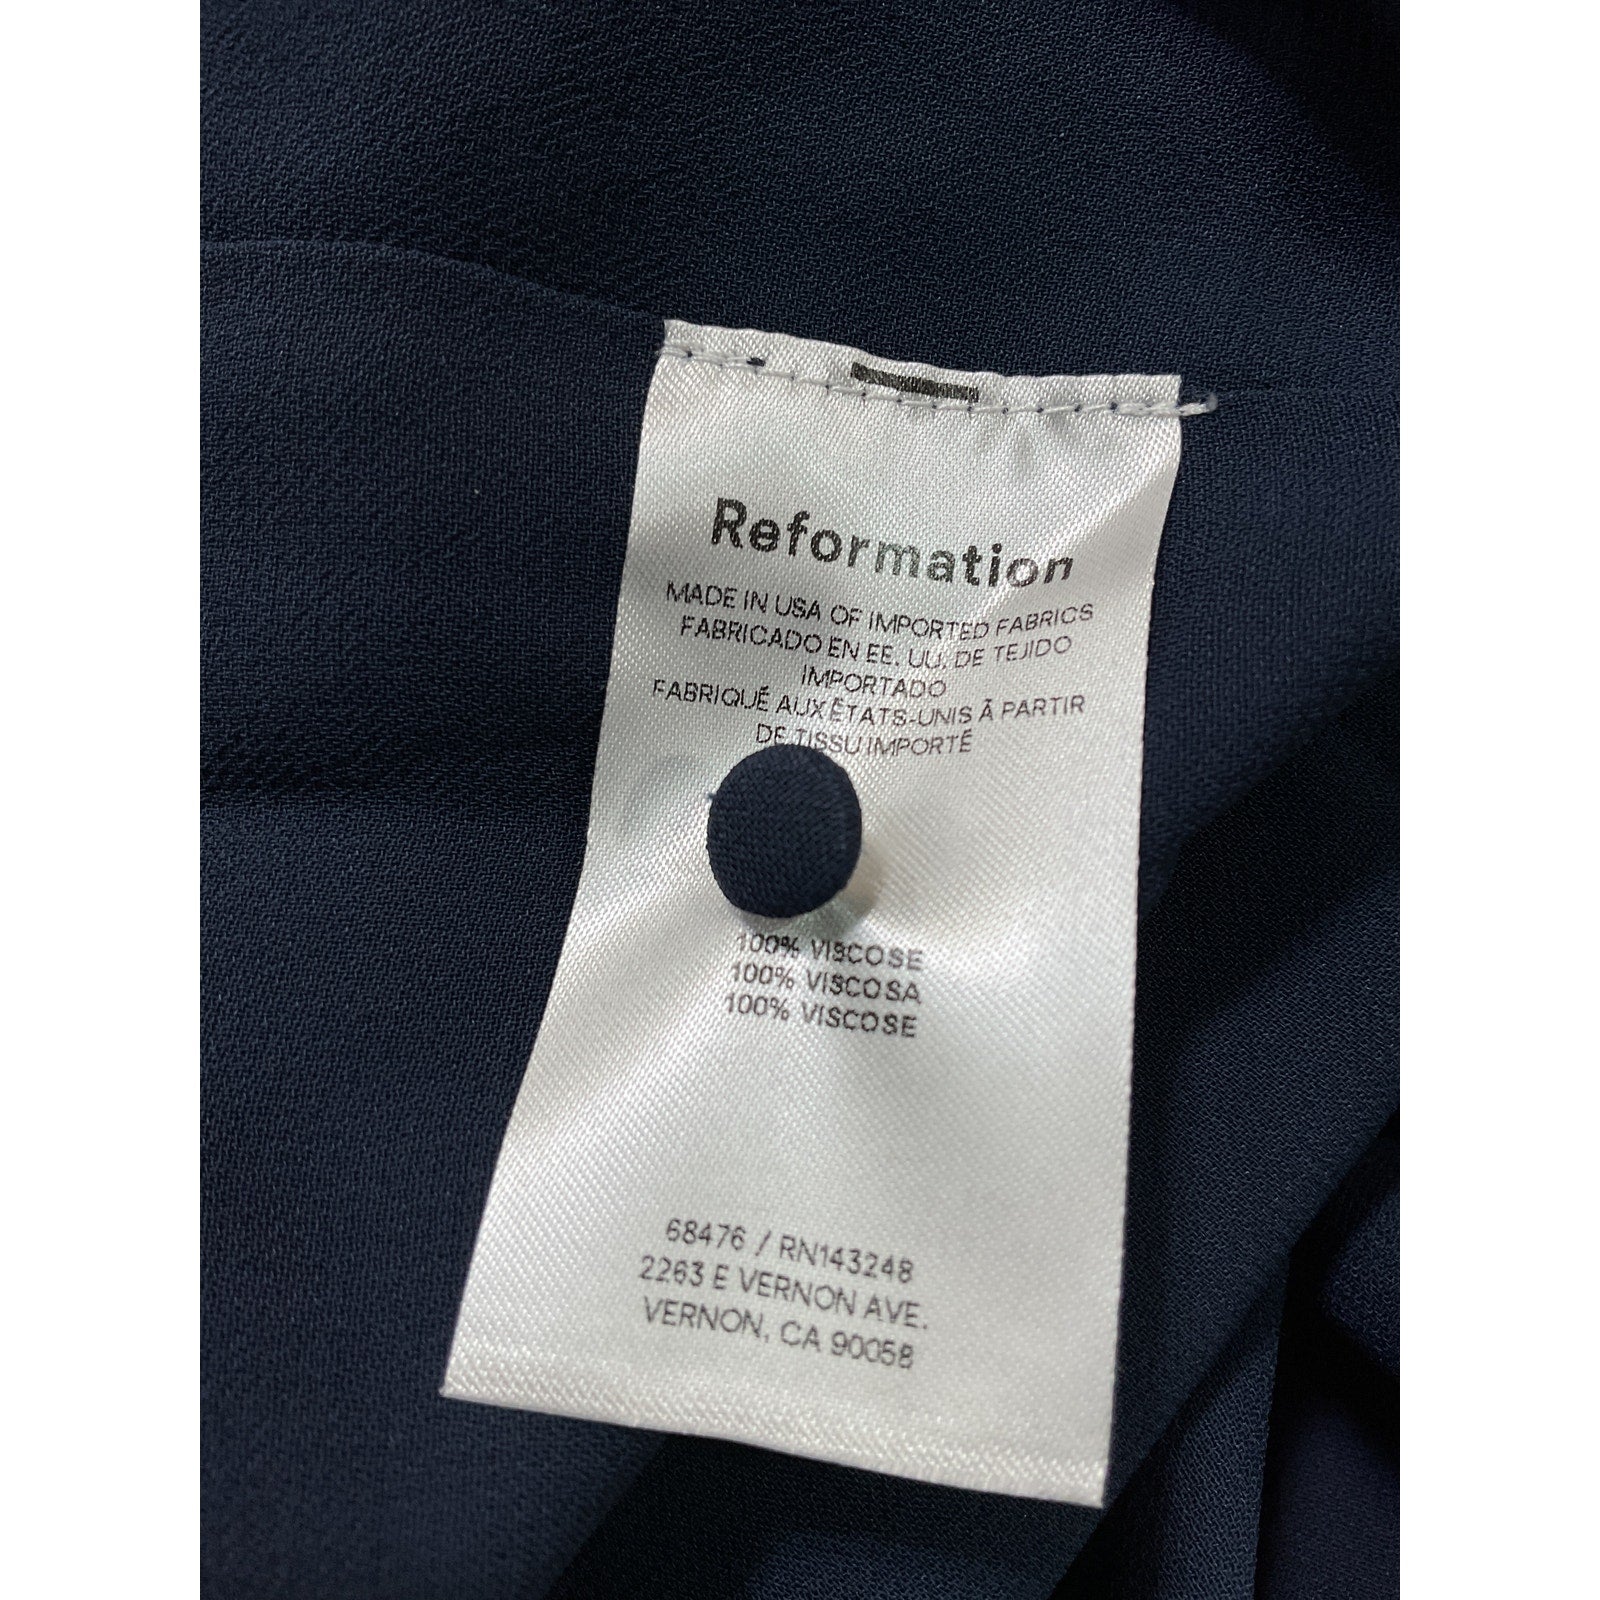 Reformation
MADE IN USA OF IMPORTED FABRICS
FABRICADO EN EE. UU. DE TEJIDO
IMPORTADO
FABRIQUÉ AUX ÉTATS-UNIS À PARTIR
DE TISSU IMPORTÉ
100% VISCOSE
100% VISCOSA
100% VISCOSE
68476 / RN143248
2263 E VERNON AVE.
VERNON, CA 90058